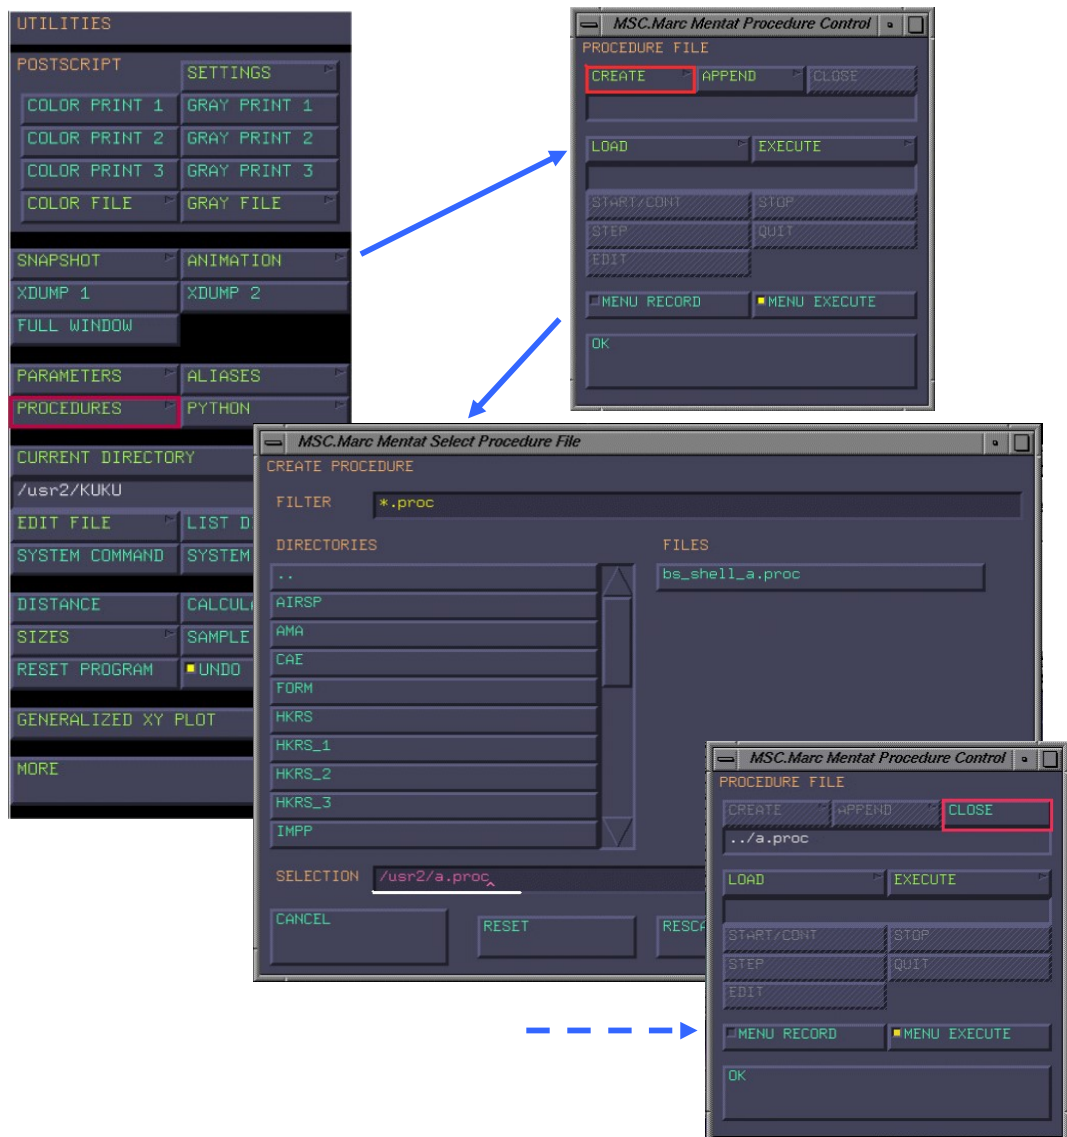 UTILITIES
POSTSCRIPT SETTINGS
COLOR PRINT 1 GRAY PRINT 1
COLOR PRINT 2 GRAY PRINT 2
COLOR PRINT 3 GRAY PRINT 3
COLOR FILE GRAY FILE
SNAPSHOT ANIMATION
XDUMP 1 XDUMP 2
FULL WINDOW
PARAMETERS ALIASES
PROCEDURES PYTHON
CURRENT DIRECTORY
/usr2/KUKU
EDIT FILE LIST D
SYSTEM COMMAND SYSTEM
DISTANCE CALCUL
SIZES SAMPLE
RESET PROGRAM UNDO
GENERALIZED XY PLOT
MORE
MSC.Marc Mentat Procedure Control
PROCEDURE FILE
CREATE APPEND CLOSE
LOAD EXECUTE
START/CONT STOP
STEP QUIT
EDIT
MENU RECORD MENU EXECUTE
OK
MSC.Marc Mentat Select Procedure File
CREATE PROCEDURE
FILTER *.proc
DIRECTORIES FILES
.. bs_shell_a.proc
AIRSP
AMA
CAE
FORM
HKRS
HKRS_1
HKRS_2
HKRS_3
IMPP
SELECTION /usr2/a.proc
CANCEL RESET RESCA
MSC.Marc Mentat Procedure Control
PROCEDURE FILE
CREATE APPEND CLOSE
../a.proc
LOAD EXECUTE
START/CONT STOP
STEP QUIT
EDIT
MENU RECORD MENU EXECUTE
OK